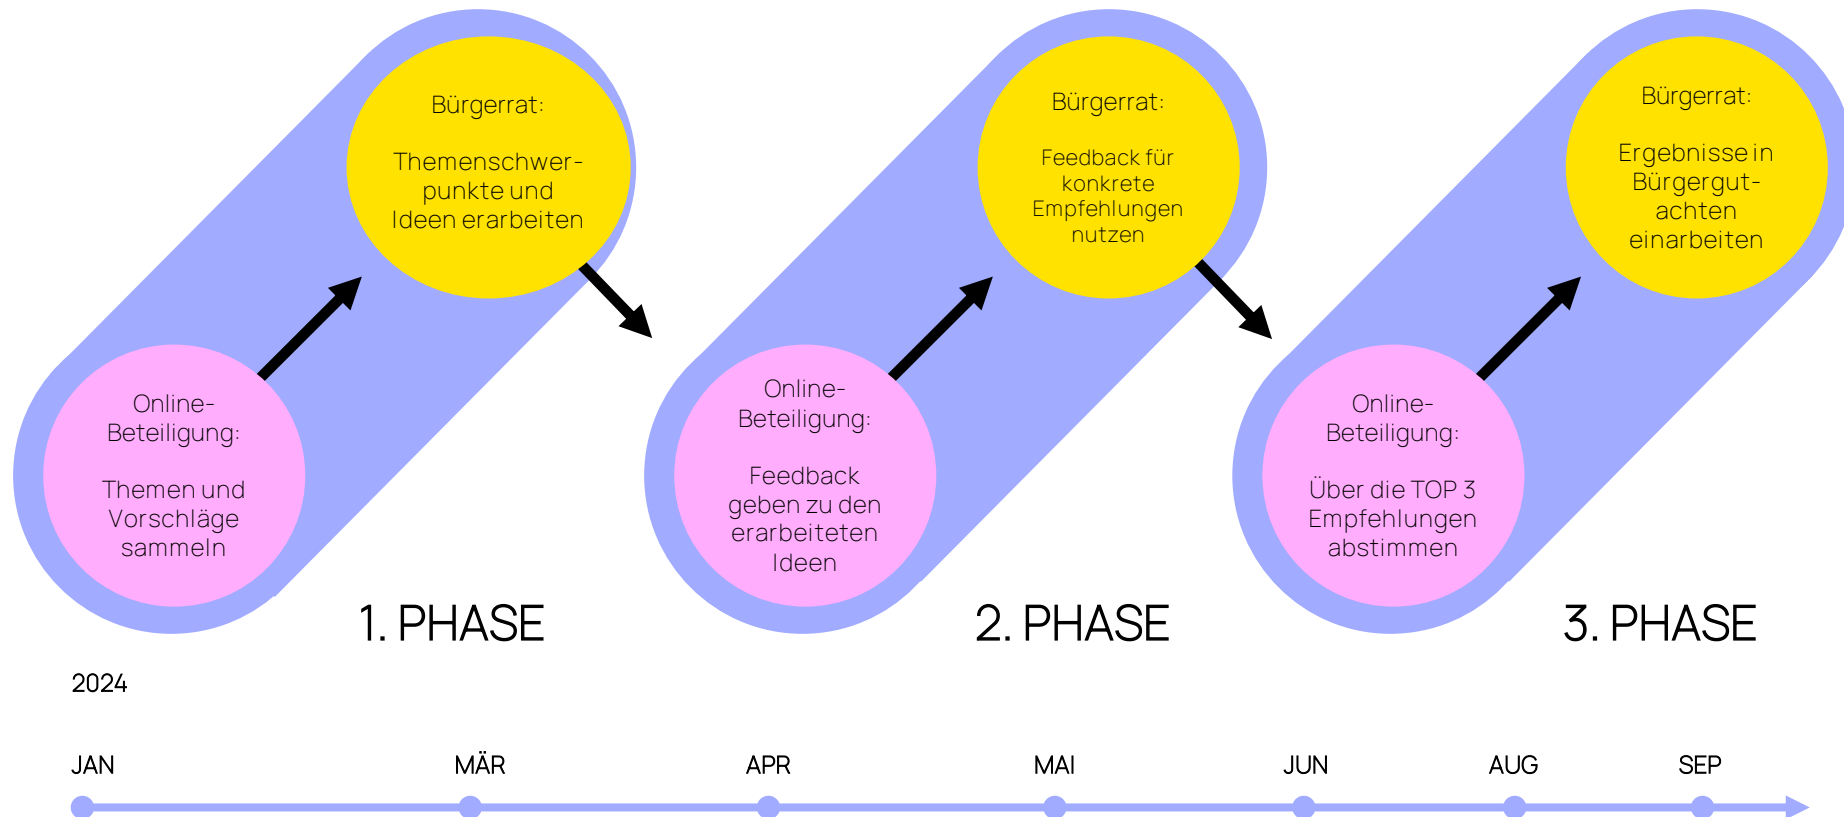 Bürgerrat:
Themenschwer-
punkte und
Ideen erarbeiten
Online-
Beteiligung:
Themen und
Vorschläge
sammeln
1. PHASE
Bürgerrat:
Feedback für
konkrete
Empfehlungen
nutzen
Online-
Beteiligung:
Feedback
geben zu den
erarbeiteten
Ideen
2. PHASE
Bürgerrat:
Ergebnisse in
Bürgergut-
achten
einarbeiten
Online-
Beteiligung:
Über die TOP 3
Empfehlungen
abstimmen
3. PHASE
2024
JAN MÄR APR MAI JUN AUG SEP